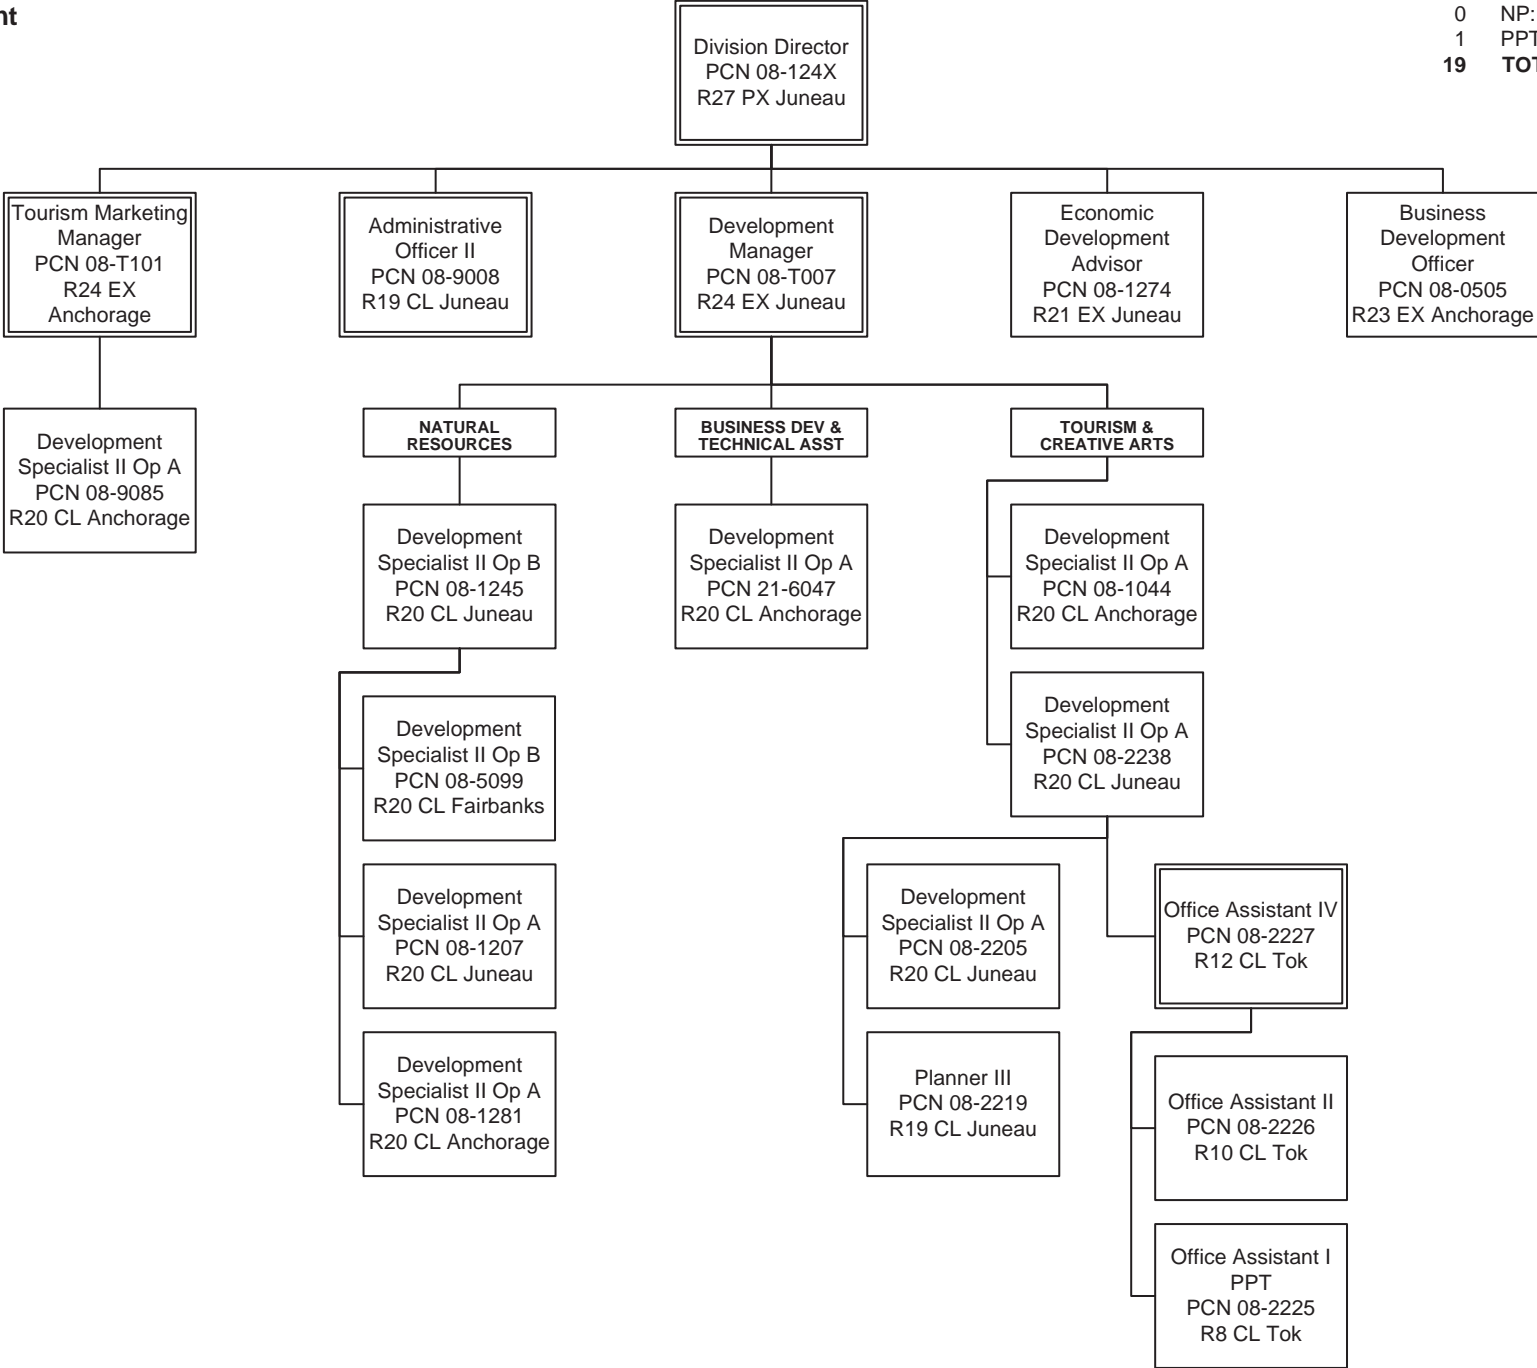 nt
0 NP:
1 PPT
19 TOT
Division Director
PCN 08-124X
R27 PX Juneau
Tourism Marketing
Manager
PCN 08-T101
R24 EX
Anchorage
Administrative
Officer II
PCN 08-9008
R19 CL Juneau
Development
Manager
PCN 08-T007
R24 EX Juneau
Economic
Development
Advisor
PCN 08-1274
R21 EX Juneau
Business
Development
Officer
PCN 08-0505
R23 EX Anchorage
Development
Specialist II Op A
PCN 08-9085
R20 CL Anchorage
NATURAL
RESOURCES
BUSINESS DEV &
TECHNICAL ASST
TOURISM &
CREATIVE ARTS
Development
Specialist II Op B
PCN 08-1245
R20 CL Juneau
Development
Specialist II Op A
PCN 21-6047
R20 CL Anchorage
Development
Specialist II Op A
PCN 08-1044
R20 CL Anchorage
Development
Specialist II Op B
PCN 08-5099
R20 CL Fairbanks
Development
Specialist II Op A
PCN 08-2238
R20 CL Juneau
Development
Specialist II Op A
PCN 08-1207
R20 CL Juneau
Development
Specialist II Op A
PCN 08-2205
R20 CL Juneau
Office Assistant IV
PCN 08-2227
R12 CL Tok
Development
Specialist II Op A
PCN 08-1281
R20 CL Anchorage
Planner III
PCN 08-2219
R19 CL Juneau
Office Assistant II
PCN 08-2226
R10 CL Tok
Office Assistant I
PPT
PCN 08-2225
R8 CL Tok